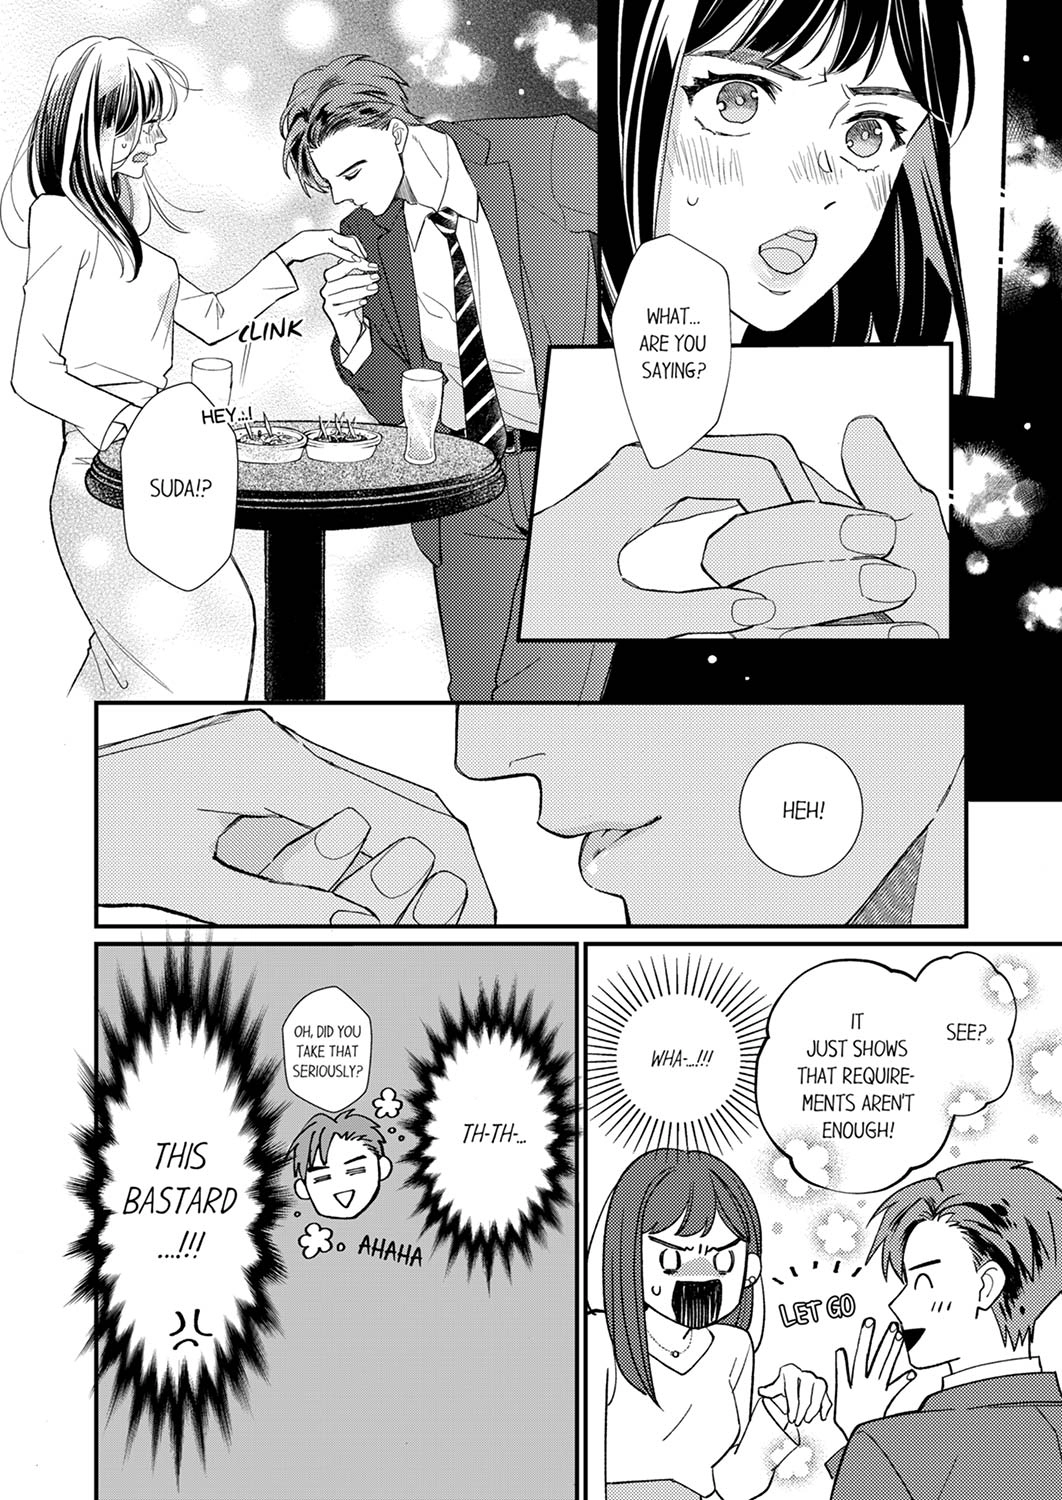 WHAT...
ARE YOU
SAYING?
CLINK
HEY...!
SUDA!?
HEH!
SEE?
IT
JUST SHOWS
THAT REQUIRE-
MENTS AREN'T
ENOUGH!
WHA-...!!!
LET GO
TH-TH-...
OH, DID YOU
TAKE THAT
SERIOUSLY?
AHAHA
THIS
BASTARD
...!!!